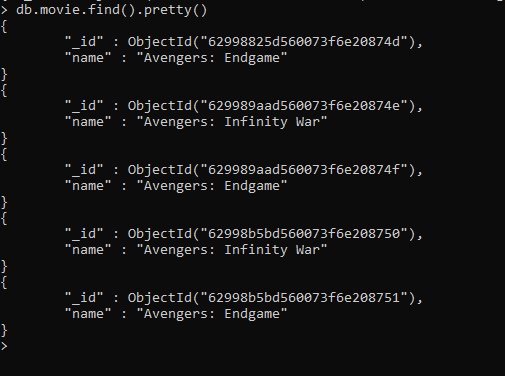 > db.movie.find().pretty()
{
        "_id" : ObjectId("62998825d560073f6e20874d"),
        "name" : "Avengers: Endgame"
}
{
        "_id" : ObjectId("629989aad560073f6e20874e"),
        "name" : "Avengers: Infinity War"
}
{
        "_id" : ObjectId("629989aad560073f6e20874f"),
        "name" : "Avengers: Endgame"
}
{
        "_id" : ObjectId("62998b5bd560073f6e208750"),
        "name" : "Avengers: Infinity War"
}
{
        "_id" : ObjectId("62998b5bd560073f6e208751"),
        "name" : "Avengers: Endgame"
}
>